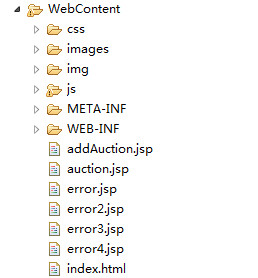 WebContent
css
images
img
js
META-INF
WEB-INF
addAuction.jsp
auction.jsp
error.jsp
error2.jsp
error3.jsp
error4.jsp
index.html